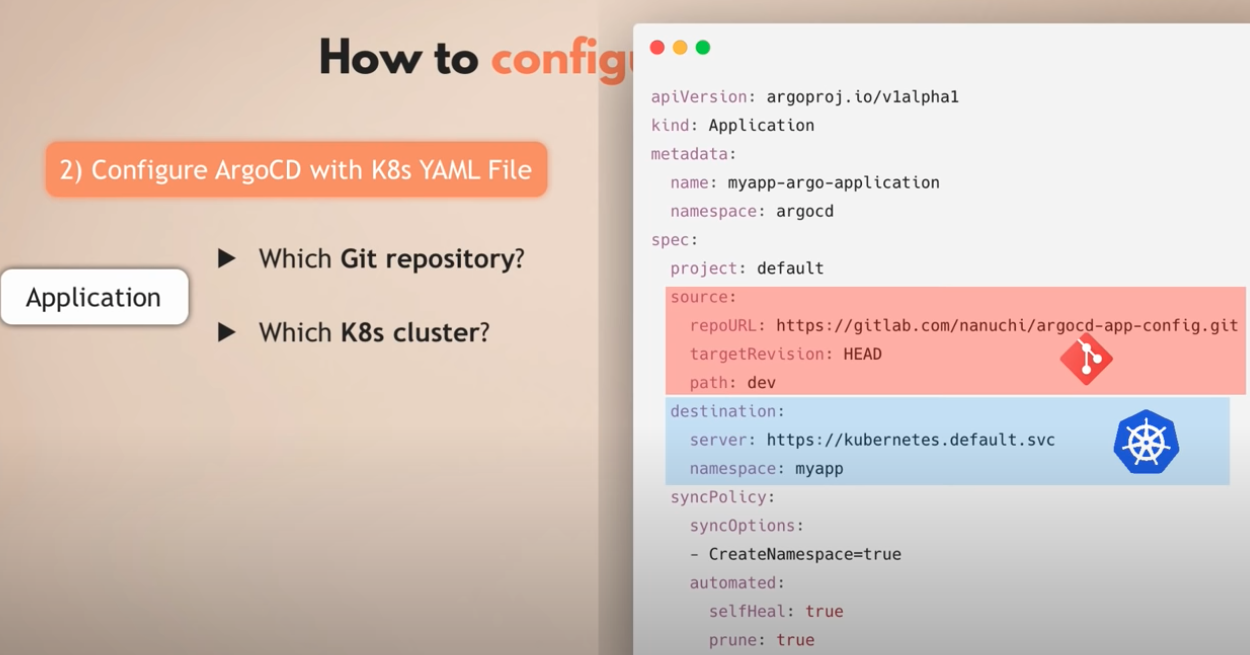 How to config
2) Configure ArgoCD with K8s YAML File
Application
Which Git repository?
Which K8s cluster?
apiVersion: argoproj.io/v1alpha1
kind: Application
metadata:
  name: myapp-argo-application
  namespace: argocd
spec:
  project: default
  source:
    repoURL: https://gitlab.com/nanuchi/argocd-app-config.git
    targetRevision: HEAD
    path: dev
  destination:
    server: https://kubernetes.default.svc
    namespace: myapp
  syncPolicy:
    syncOptions:
    - CreateNamespace=true
    automated:
      selfHeal: true
      prune: true